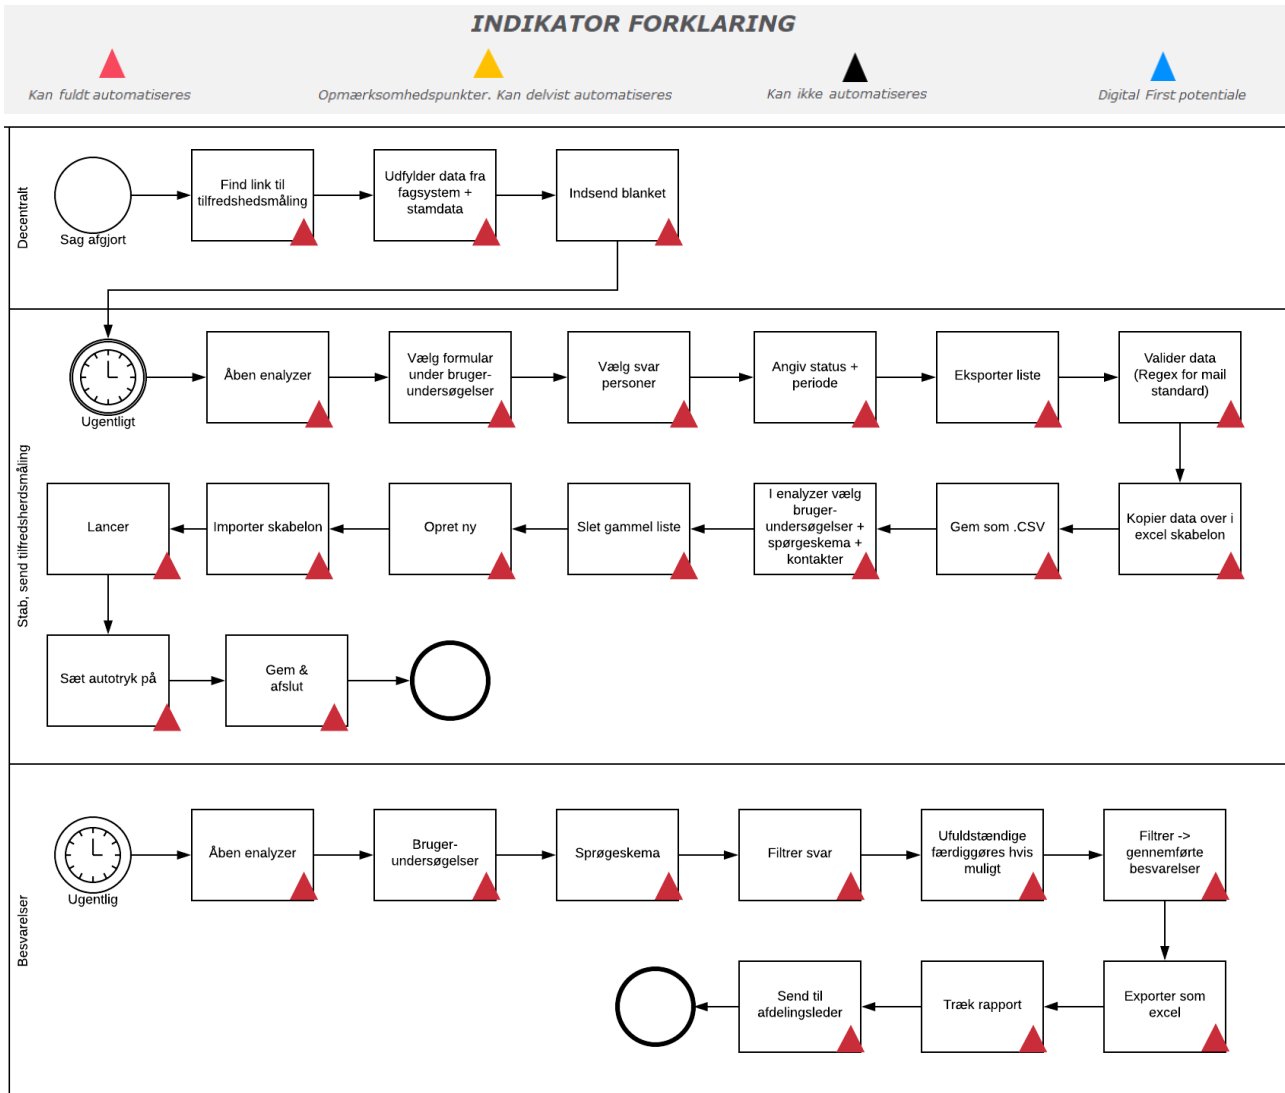 INDIKATOR FORKLARING
Kan fuldt automatiseres
Opmærksomhedspunkter. Kan delvist automatiseres
Kan ikke automatiseres
Digital First potentiale
Decentralt
Sag afgjort
Find link til
tilfredshedsmåling
Udfylder data fra
fagsystem +
stamdata
Indsend blanket
Stab, send tilfredsherdsmåling
Ugentligt
Åben enalyzer
Vælg formular
under bruger-
undersøgelser
Vælg svar
personer
Angiv status +
periode
Eksporter liste
Valider data
(Regex for mail
standard)
Kopier data over i
excel skabelon
Gem som .CSV
I enalyzer vælg
bruger-
undersøgelser +
spørgeskema +
kontakter
Slet gammel liste
Opret ny
Importer skabelon
Lancer
Sæt autotryk på
Gem &
afslut
Besvarelser
Ugentlig
Åben enalyzer
Bruger-
undersøgelser
Sprøgeskema
Filtrer svar
Ufuldstændige
færdiggøres hvis
muligt
Filtrer ->
gennemførte
besvarelser
Exporter som
excel
Træk rapport
Send til
afdelingsleder